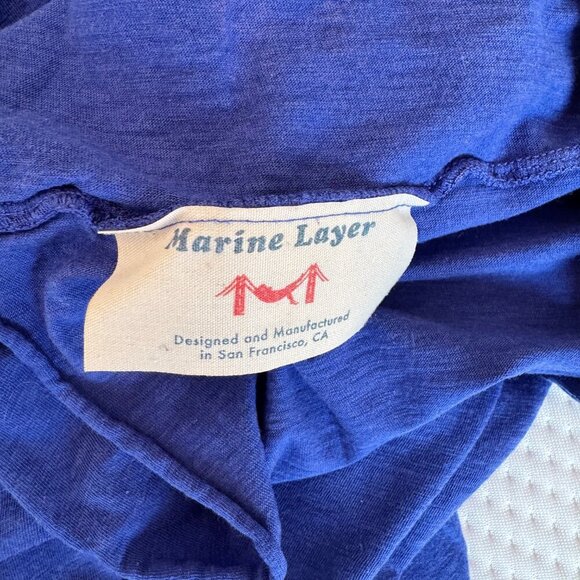 Marine Layer
Designed and Manufactured
in San Francisco, CA